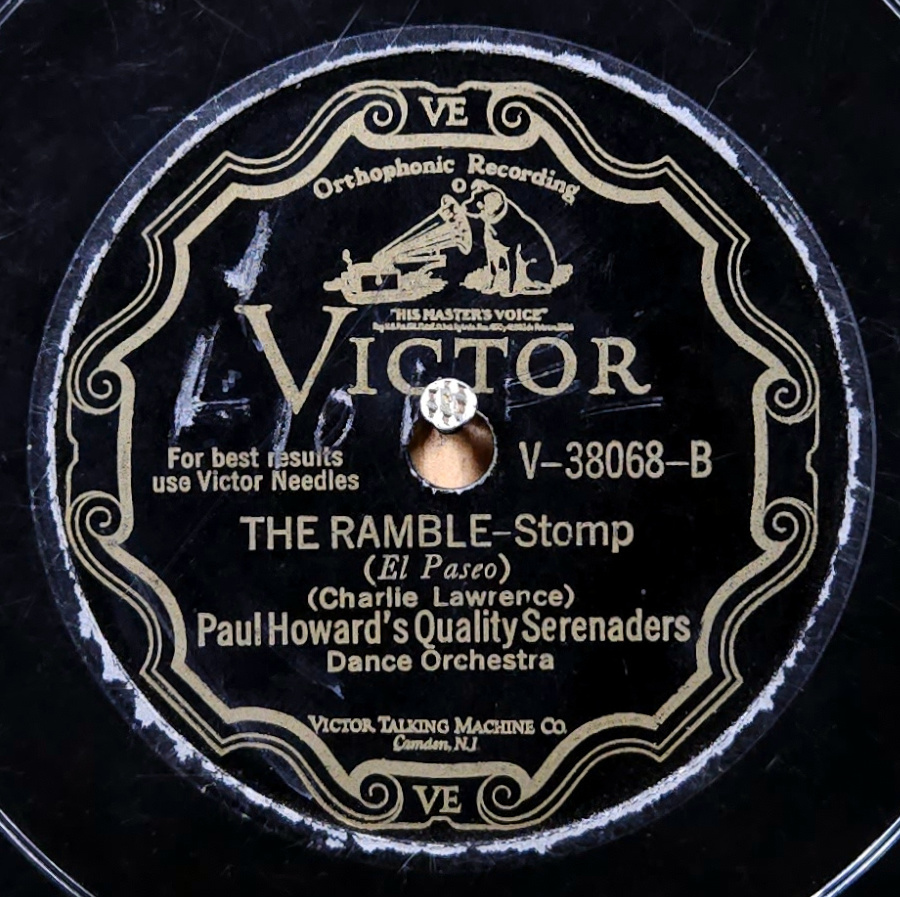 VE
Orthophonic Recording
"HIS MASTER'S VOICE"
VICTOR
For best results
use Victor Needles
V-38068-B
THE RAMBLE-Stomp
(El Paseo)
(Charlie Lawrence)
Paul Howard's Quality Serenaders
Dance Orchestra
VICTOR TALKING MACHINE CO.
Camden, N.J.
VE